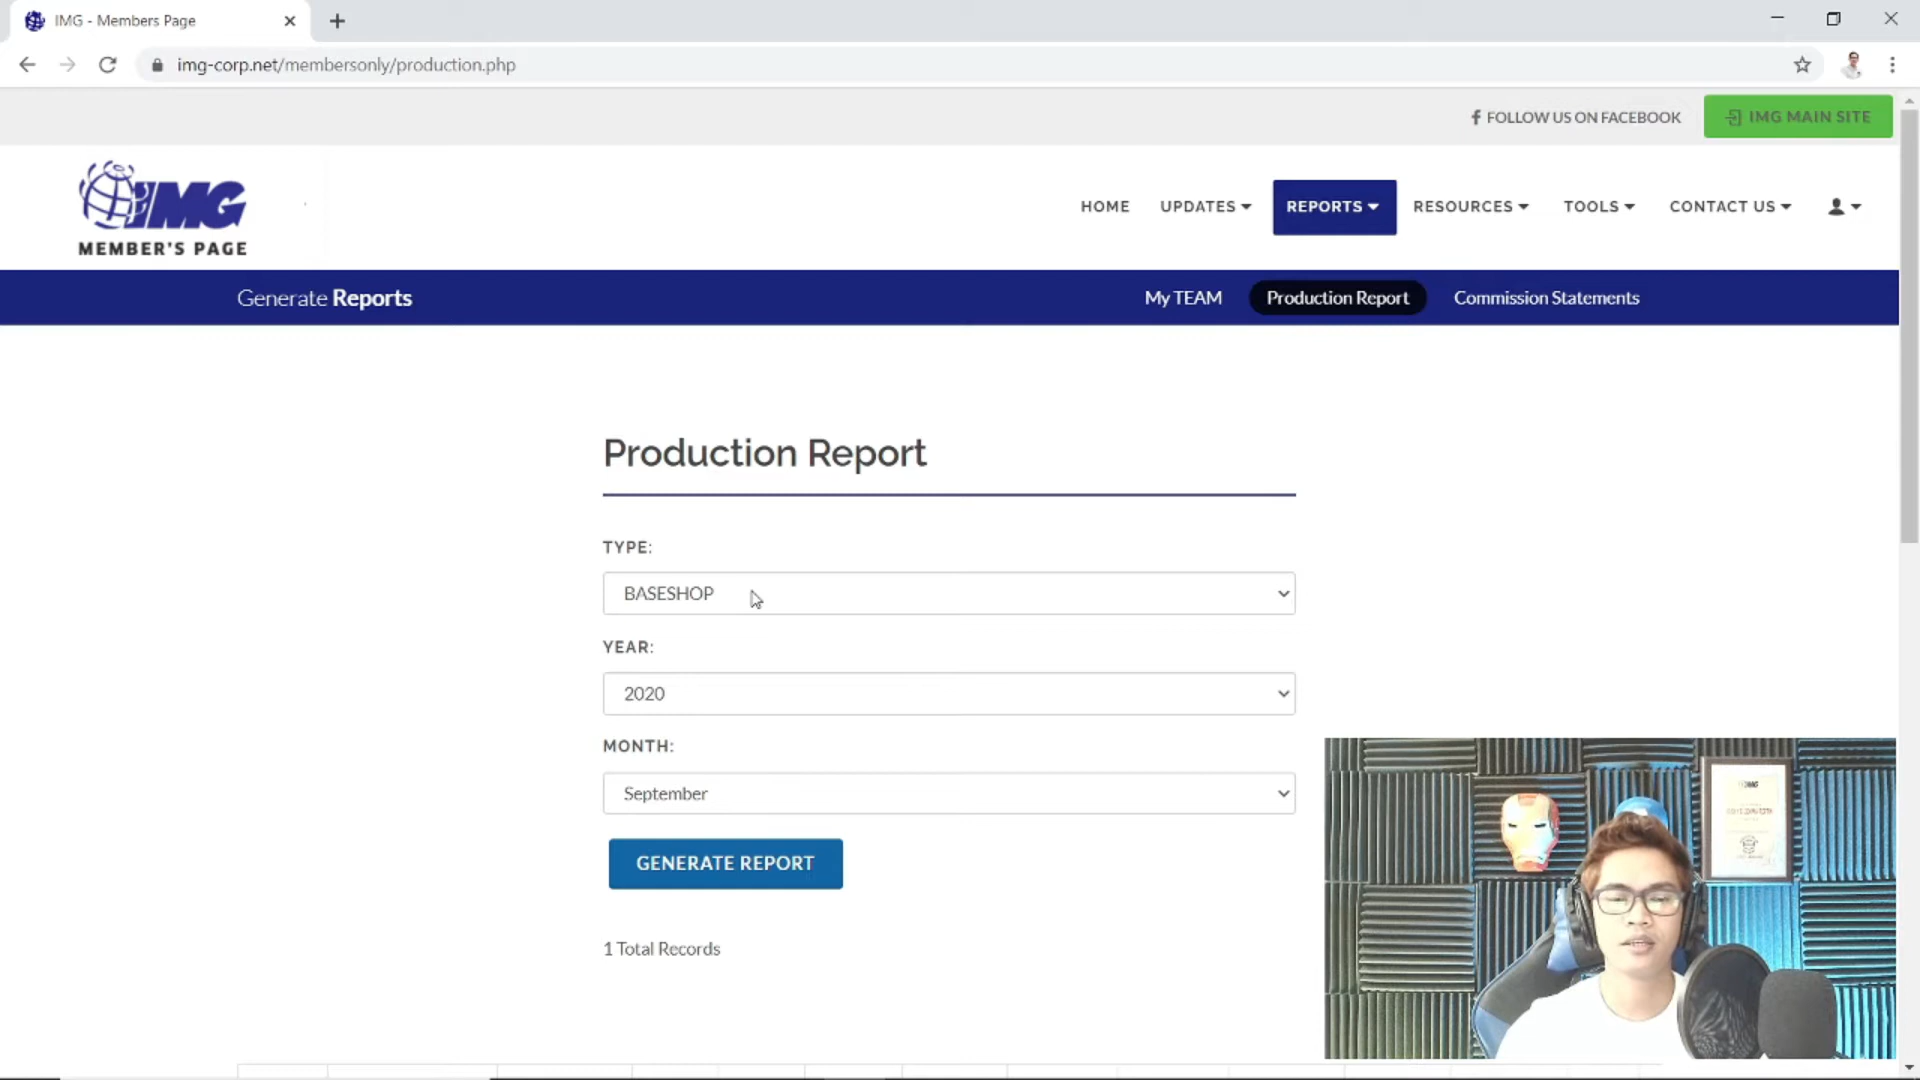 IMG - Members Page
img-corp.net/membersonly/production.php
FOLLOW US ON FACEBOOK
IMG MAIN SITE
IMG
MEMBER'S PAGE
HOME
UPDATES
REPORTS
RESOURCES
TOOLS
CONTACT US
Generate Reports
My TEAM
Production Report
Commission Statements
Production Report
TYPE:
BASESHOP
YEAR:
2020
MONTH:
September
GENERATE REPORT
1 Total Records
IMG